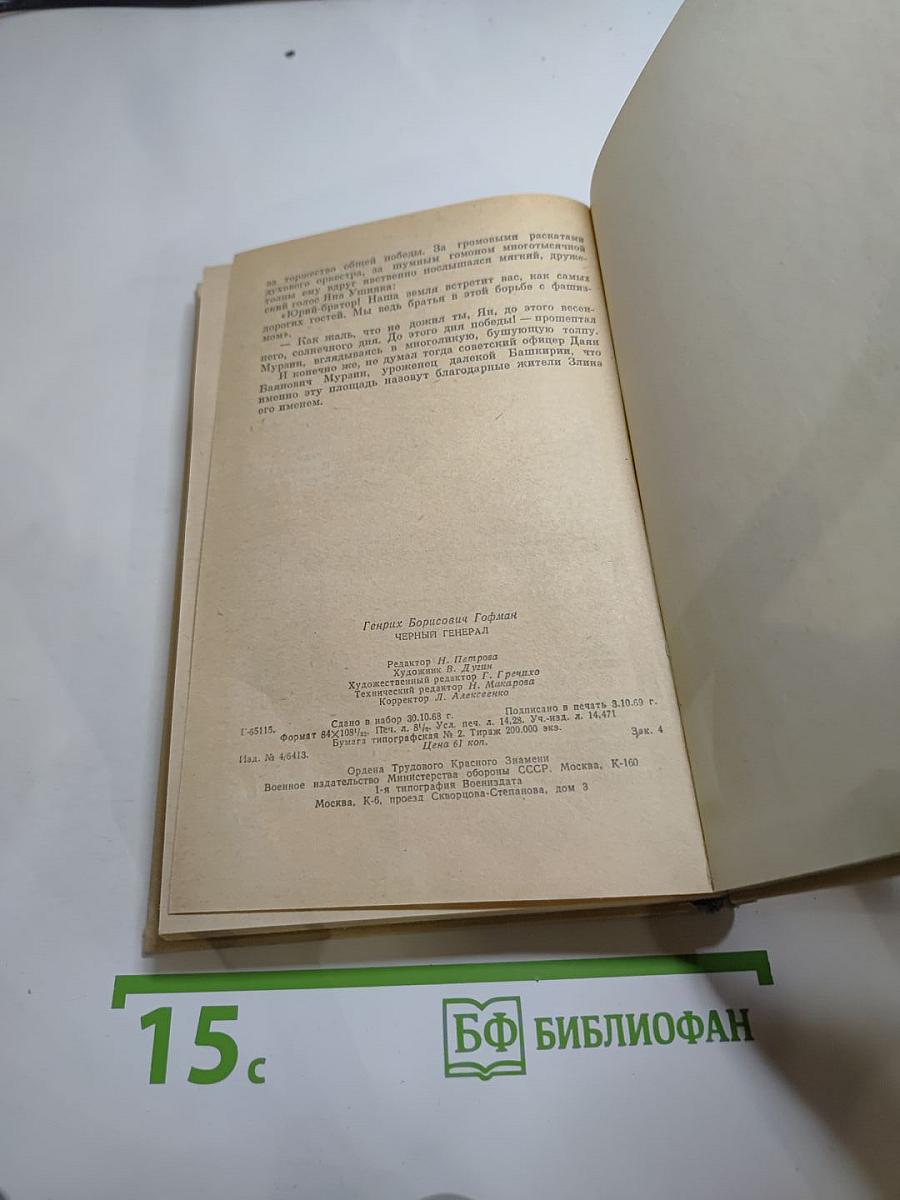 за торжество общей победы. За громовыми раскатами
духового оркестра, за шумным гомоном многотысячной
толпы ему вдруг явственно послышался мягкий, друже-
ский голос Яна Ушияка:
«Юрий-братор! Наша земля встретит вас, как самых
дорогих гостей. Мы ведь братья в этой борьбе с фашиз-
мом».
— Как жаль, что не дожил ты, Ян, до этого весен-
него, солнечного дня. До этого дня победы! — прошептал
Мурзин, вглядываясь в многоликую, бушующую толпу.
И конечно же, не думал тогда советский офицер Даян
Баянович Мурзин, уроженец далекой Башкирии, что
именно эту площадь назовут благодарные жители Злина
его именем.
Генрих Борисович Гофман
ЧЕРНЫЙ ГЕНЕРАЛ
Редактор Н. Петрова
Художник В. Дугин
Художественный редактор Г. Гречихо
Технический редактор Н. Макарова
Корректор Л. Алексеенко
Г-65115. Сдано в набор 30.10.68 г. Подписано в печать 3.10.69 г.
Формат 84×108¹/₃₂. Печ. л. 8¹/₂. Усл. печ. л. 14,28. Уч.-изд. л. 14,471
Бумага типографская № 2. Тираж 200.000 экз.
Изд. № 4/6413. Цена 61 коп. Зак. 4
Ордена Трудового Красного Знамени
Военное издательство Министерства обороны СССР. Москва, К-160
1-я типография Воениздата
Москва, К-6, проезд Скворцова-Степанова, дом 3
15 с
БФ БИБЛИОФАН